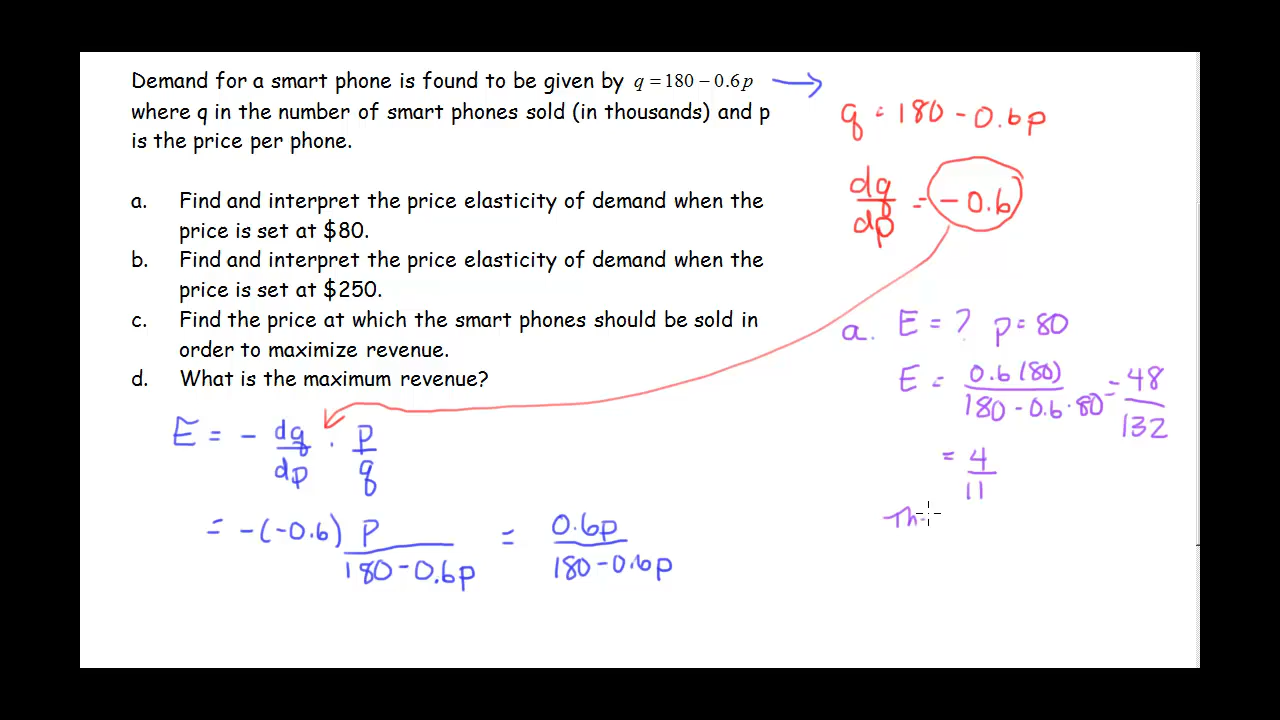 Demand for a smart phone is found to be given by q = 180 − 0.6p
where q in the number of smart phones sold (in thousands) and p
is the price per phone.
a. Find and interpret the price elasticity of demand when the
price is set at $80.
b. Find and interpret the price elasticity of demand when the
price is set at $250.
c. Find the price at which the smart phones should be sold in
order to maximize revenue.
d. What is the maximum revenue?
E = - dq/dp · p/q
= -(-0.6) p/(180-0.6p) = 0.6p/(180-0.6p)
q = 180 - 0.6p
dq/dp = -0.6
a. E = ? p = 80
E = 0.6(80)/(180 - 0.6·80) = 48/132
= 4/11
Th